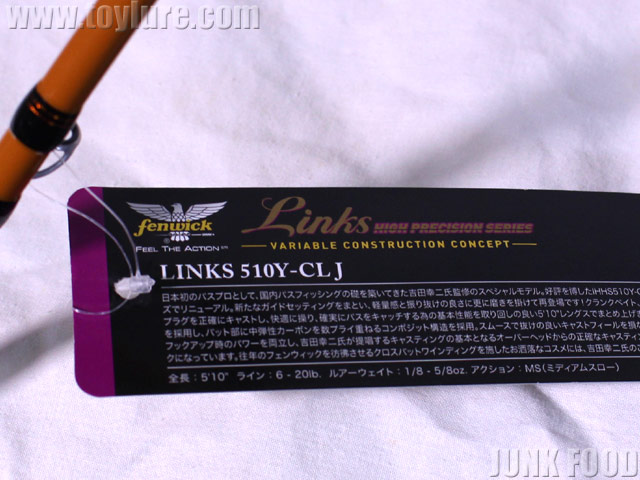 www.toylure.com
fenwick
FEEL THE ACTION
Links HIGH PRECISION SERIES
VARIABLE CONSTRUCTION CONCEPT
LINKS 510Y-CL J
日本初のバスプロとして、国内バスフィッシングの礎を築いてきた吉田幸二氏監修のスペシャルモデル。好評を得たIHHS510Y-C
ズでリニューアル。新たなガイドセッティングをまとい、軽量感と振り抜けの良さに更に磨きを掛けて再登場です！クランクベイト
プラグを正確にキャストし、快適に操り、確実にバスをキャッチする為の基本性能を取り回しの良い5'10"レングスでまとめ上げ
を採用し、バット部に中弾性カーボンを数プライ重ねるコンポジット構造を採用。スムースで抜けの良いキャストフィールを
フックアップ時のパワーを両立し、吉田幸二氏が提唱するキャスティングの基本となるオーバーヘッドからの正確なキャスティン
になっています。往年のフェンウィックを彷彿させるクロスバットワインディングを施したお洒落なコスメには、吉田幸二氏のこ
全長：5'10" ライン：6 - 20lb. ルアーウェイト：1/8 - 5/8oz. アクション：MS(ミディアムスロー)
JUNK FOOD